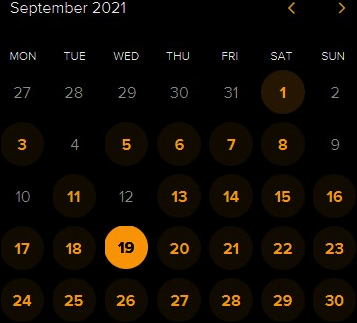 September 2021
MON TUE WED THU FRI SAT SUN
27 28 29 30 31 1 2
3 4 5 6 7 8 9
10 11 12 13 14 15 16
17 18 19 20 21 22 23
24 25 26 27 28 29 30